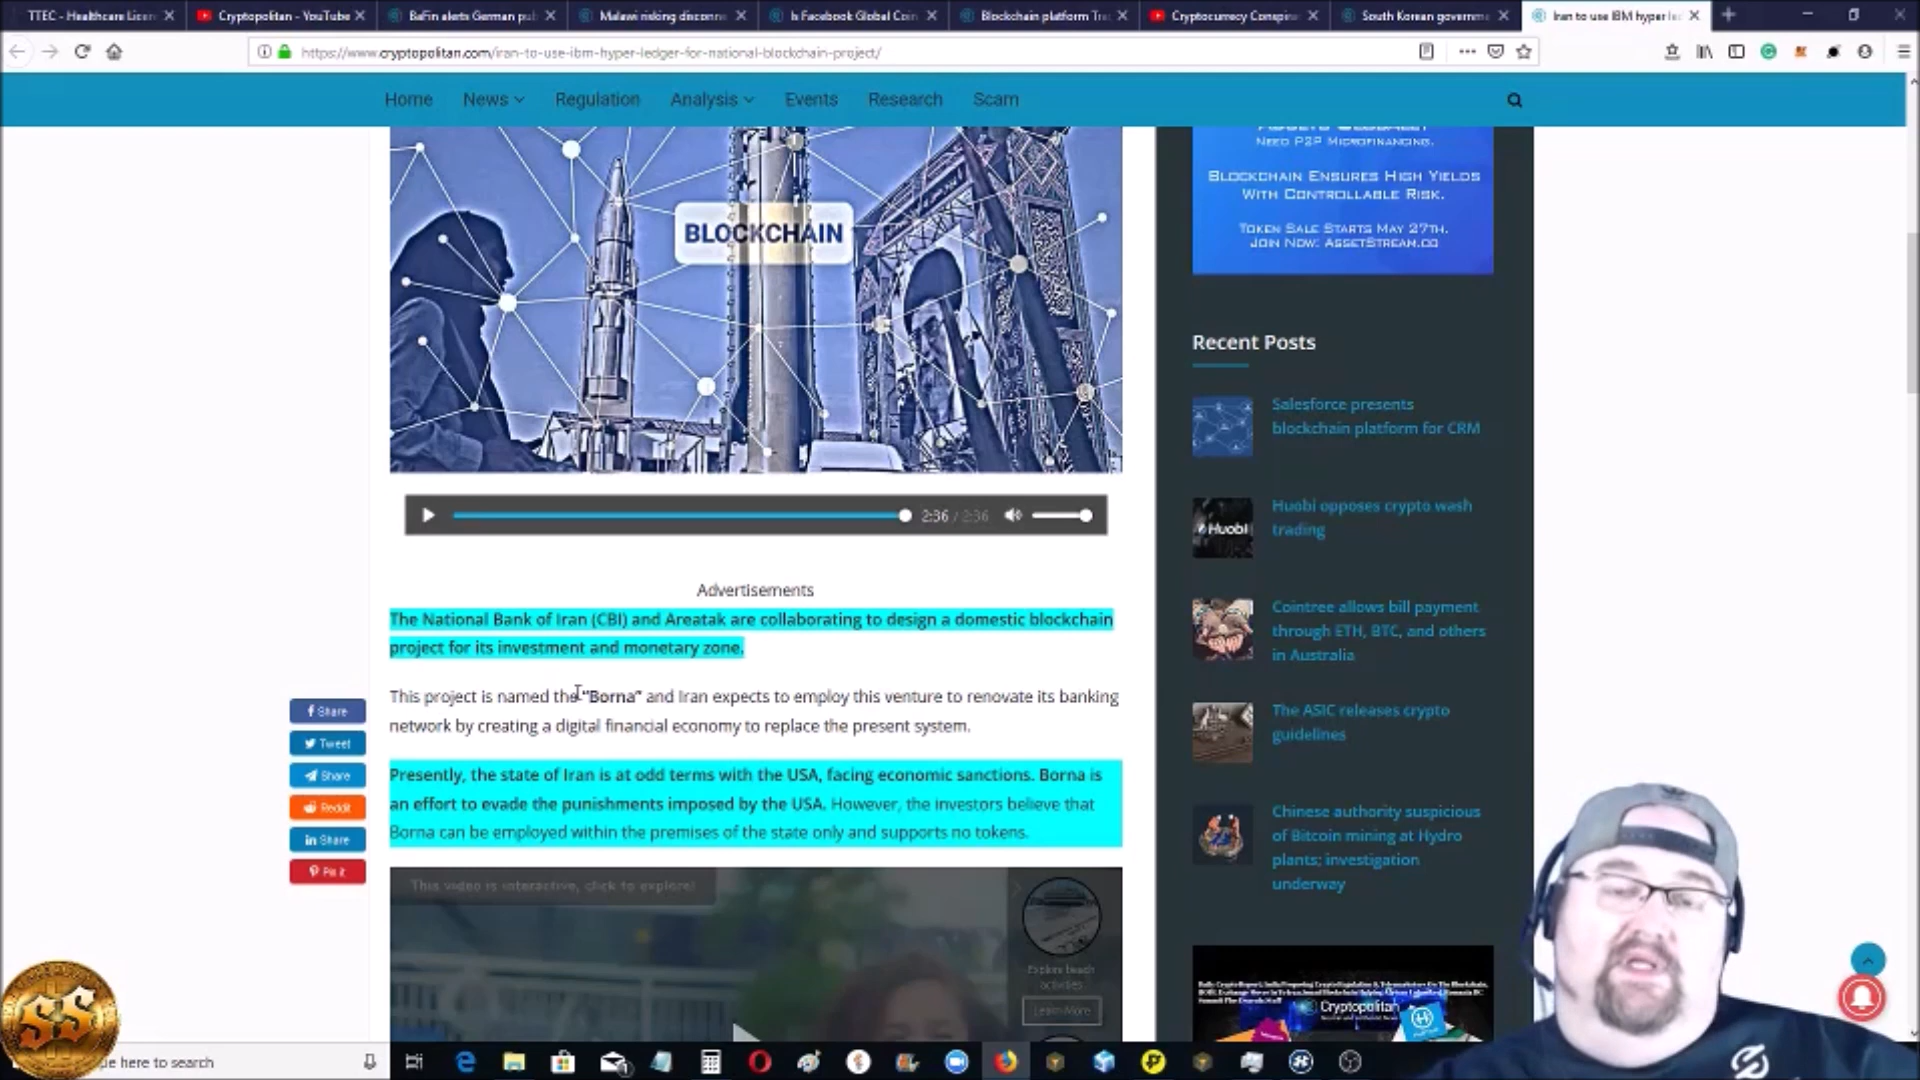 TTEC - Healthcare Licen
Cryptopolitan - YouTube
BaFin alerts German pu
Malawi risking disconne
Is Facebook Global Coin
Blockchain platform Tr
Cryptocurrency Conspira
South Korean governme
Iran to use IBM hyper le
https://www.cryptopolitan.com/iran-to-use-ibm-hyper-ledger-for-national-blockchain-project/
Home News Regulation Analysis Events Research Scam
BLOCKCHAIN
NEED P2P MICROFINANCING.
BLOCKCHAIN ENSURES HIGH YIELDS
WITH CONTROLLABLE RISK.
TOKEN SALE STARTS MAY 27TH.
JOIN NOW: ASSETSTREAM.CO
2:36 / 2:36
Advertisements
The National Bank of Iran (CBI) and Areatak are collaborating to design a domestic blockchain
project for its investment and monetary zone.
This project is named the “Borna” and Iran expects to employ this venture to renovate its banking
network by creating a digital financial economy to replace the present system.
Presently, the state of Iran is at odd terms with the USA, facing economic sanctions. Borna is
an effort to evade the punishments imposed by the USA. However, the investors believe that
Borna can be employed within the premises of the state only and supports no tokens.
Share
Tweet
Share
Reddit
Share
Pin it
This video is interactive, click to explore!
Explore beach
activities
Learn More
Recent Posts
Salesforce presents
blockchain platform for CRM
Huobi
Huobi opposes crypto wash
trading
Cointree allows bill payment
through ETH, BTC, and others
in Australia
The ASIC releases crypto
guidelines
Chinese authority suspicious
of Bitcoin mining at Hydro
plants; investigation
underway
Cryptopolitan
SS
pe here to search